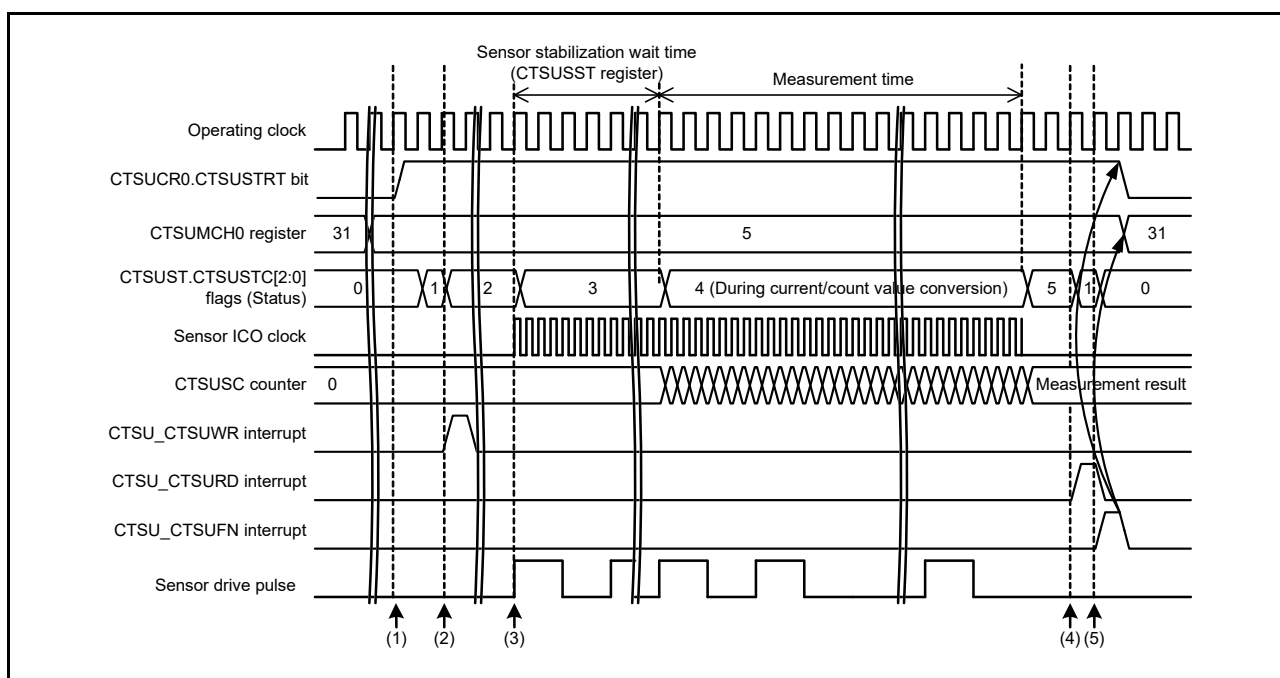 Sensor stabilization wait time
(CTSUSST register)
Measurement time
Operating clock
CTSUCR0.CTSUSTRT bit
CTSUMCH0 register
31
5
31
CTSUST.CTSUSTC[2:0]
flags (Status)
0
1
2
3
4 (During current/count value conversion)
5
1
0
Sensor ICO clock
CTSUSC counter
0
Measurement result
CTSU_CTSUWR interrupt
CTSU_CTSURD interrupt
CTSU_CTSUFN interrupt
Sensor drive pulse
(1)
(2)
(3)
(4)
(5)